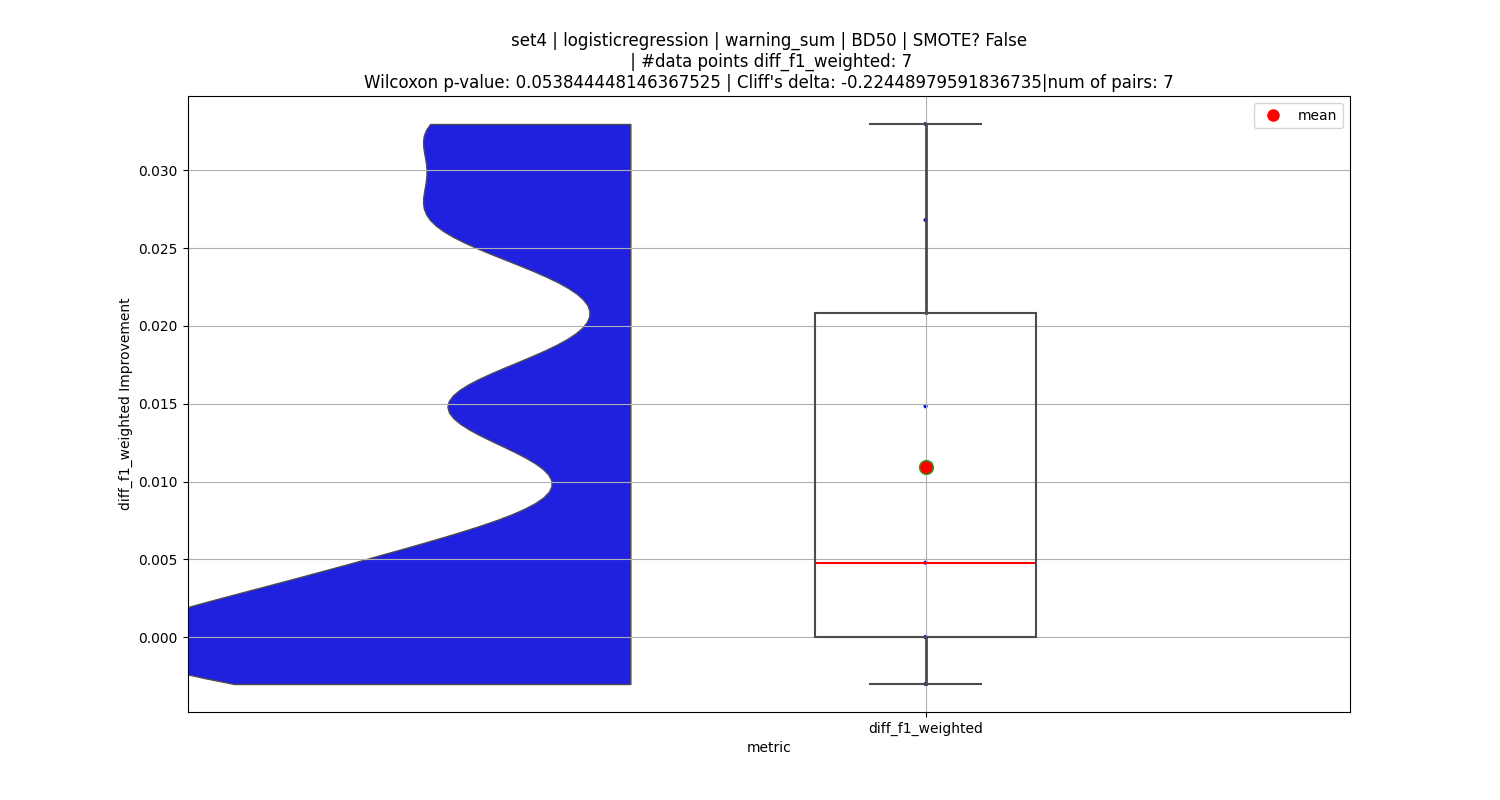 set4 | logisticregression | warning_sum | BD50 | SMOTE? False
| #data points diff_f1_weighted: 7
Wilcoxon p-value: 0.053844448146367525 | Cliff's delta: -0.22448979591836735|num of pairs: 7
mean
0.030
0.025
0.020
0.015
0.010
0.005
0.000
diff_f1_weighted Improvement
diff_f1_weighted
metric